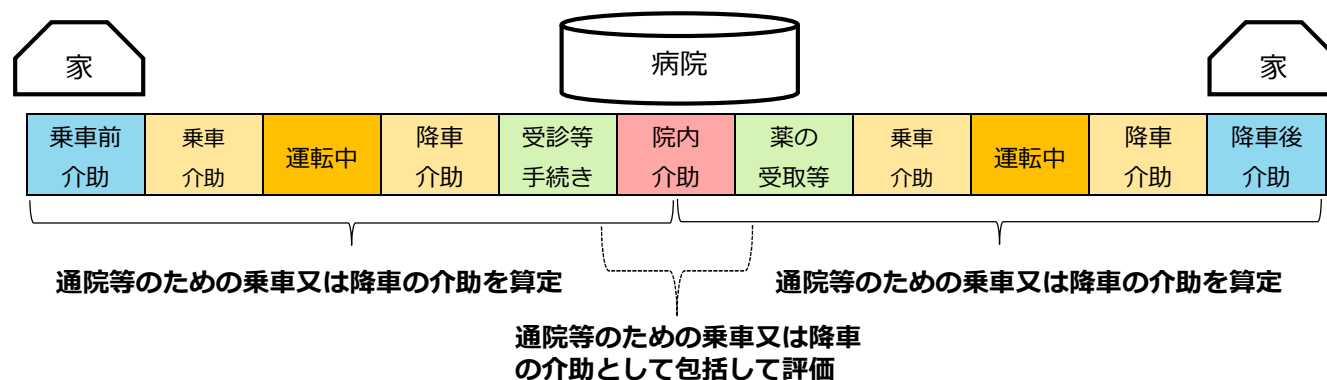 家
病院
家
乗車前
介助
乗車
介助
運転中
降車
介助
受診等
手続き
院内
介助
薬の
受取等
乗車
介助
運転中
降車
介助
降車後
介助
通院等のための乗車又は降車の介助を算定
通院等のための乗車又は降車の介助を算定
通院等のための乗車又は降車
の介助として包括して評価